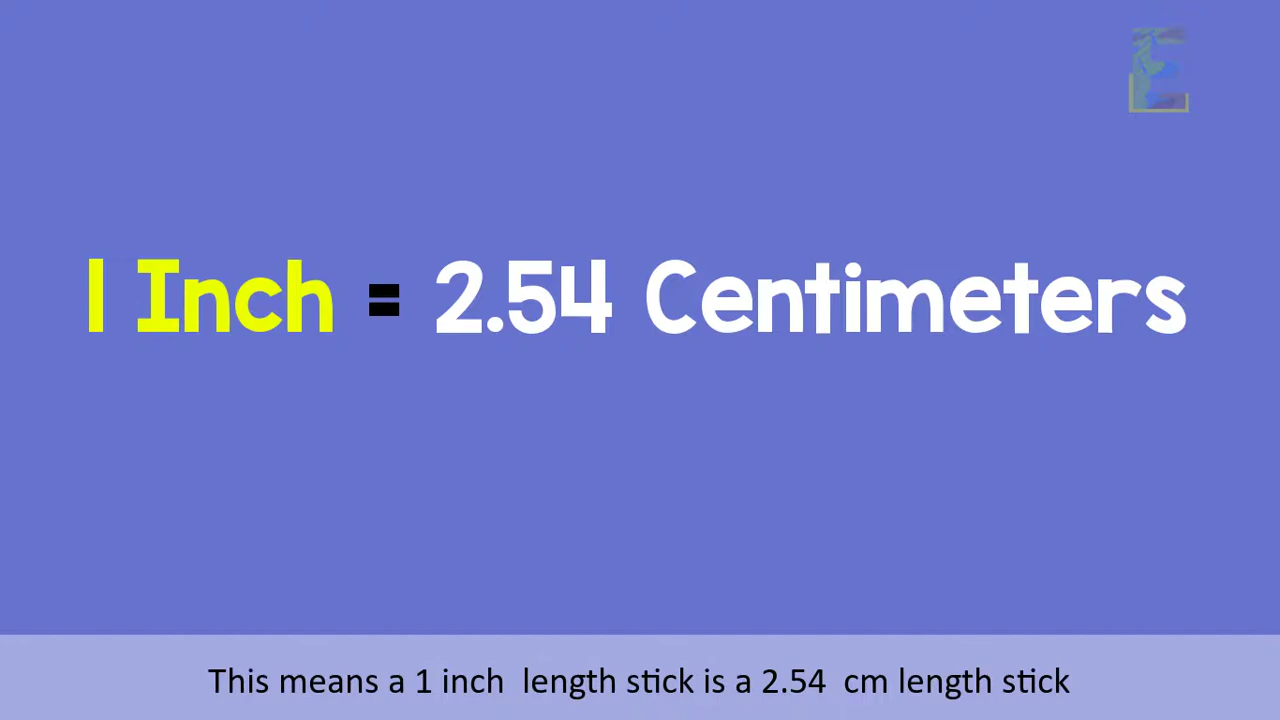 1 Inch = 2.54 Centimeters
This means a 1 inch length stick is a 2.54 cm length stick